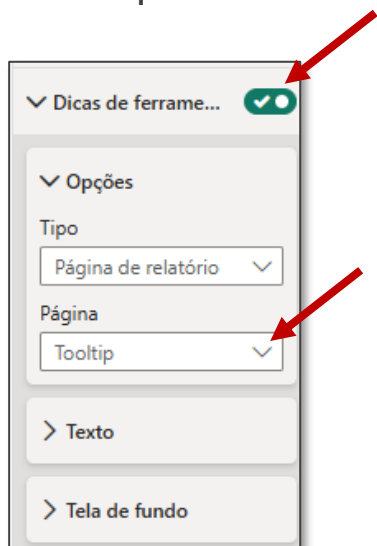 Dicas de ferrame...
Opções
Tipo
Página de relatório
Página
Tooltip
Texto
Tela de fundo